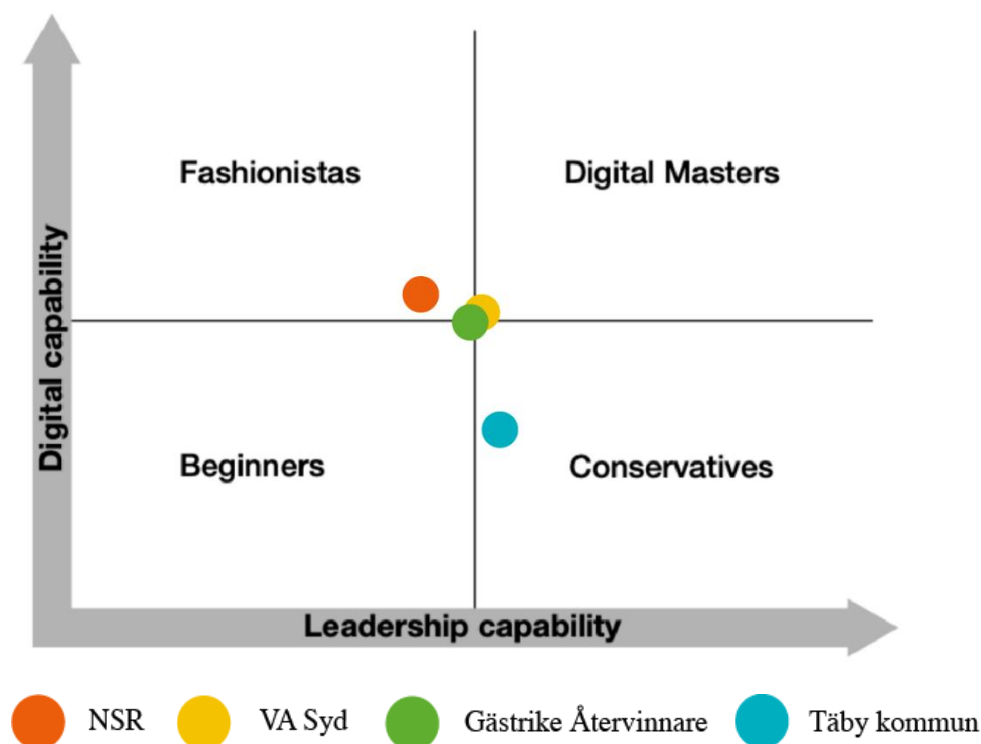 Fashionistas
Digital Masters
Digital capability
Beginners
Conservatives
Leadership capability
NSR
VA Syd
Gästrike Återvinnare
Täby kommun